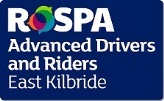 RoSPA
Advanced Drivers
and Riders
East Kilbride